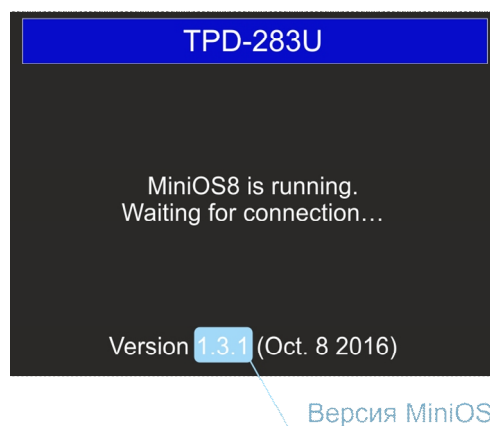 TPD-283U
MiniOS8 is running.
Waiting for connection…
Version 1.3.1 (Oct. 8 2016)
Версия MiniOS